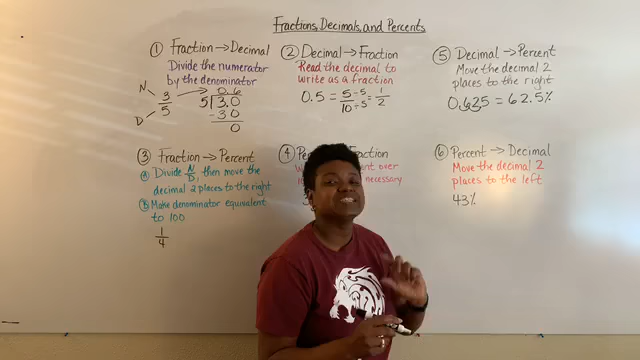 Fractions, Decimals, and Percents
① Fraction → Decimal
Divide the numerator
by the denominator
N
D
3/5
0.6
5 3.0
-30
0
② Decimal → Fraction
Read the decimal to
write as a fraction
0.5 = 5/10 ÷5/÷5 = 1/2
③ Fraction → Percent
ⓐ Divide N/D, then move the
decimal 2 places to the right
ⓑ Make denominator equivalent
to 100
1/4
④
necessary
⑤ Decimal → Percent
Move the decimal 2
places to the right
0.625 = 62.5%
⑥ Percent → Decimal
Move the decimal 2
places to the left
43%